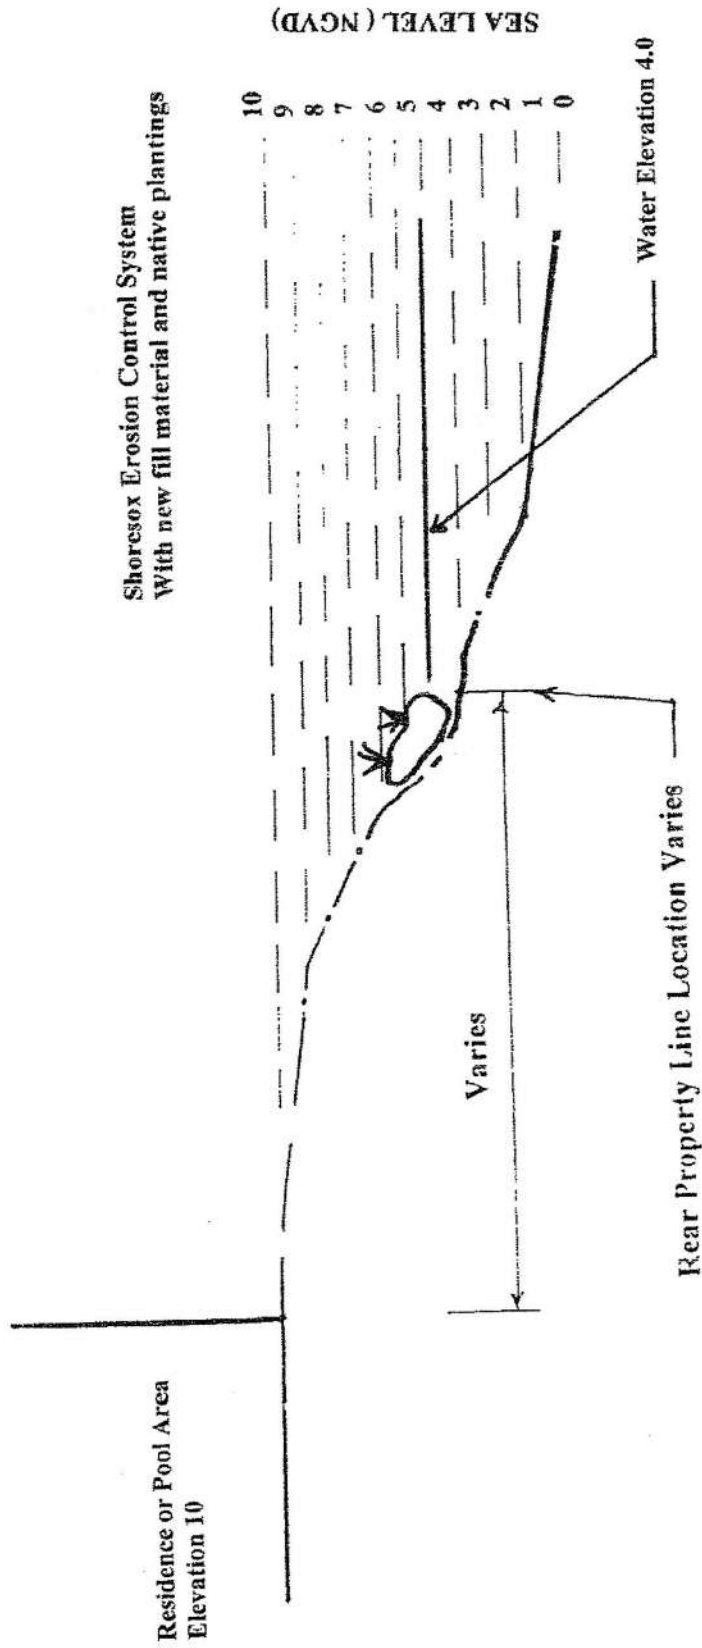 Shoresox Erosion Control System
With new fill material and native plantings
Residence or Pool Area
Elevation 10
10
9
8
7
6
5
4
3
2
1
0
SEA LEVEL (NGVD)
Varies
Water Elevation 4.0
Rear Property Line Location Varies